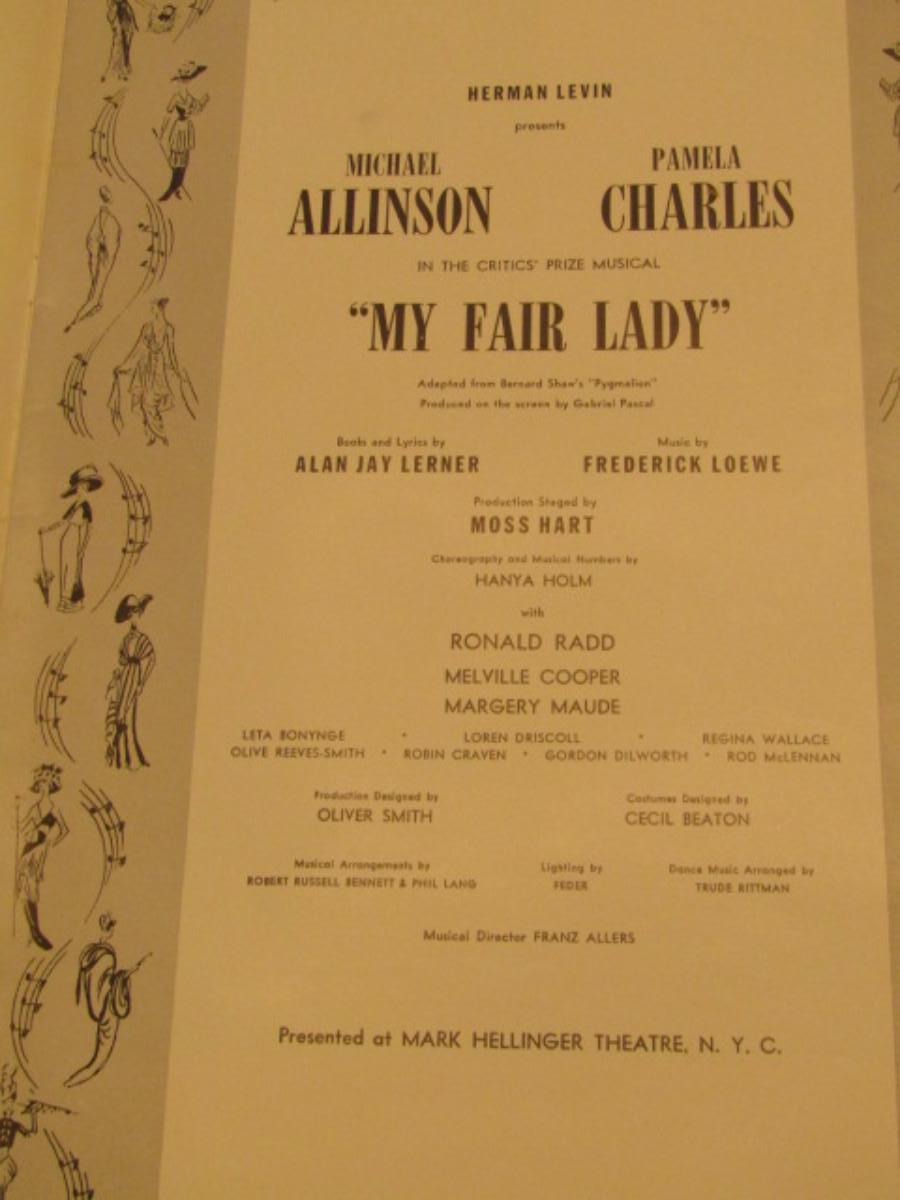 HERMAN LEVIN
presents
MICHAEL PAMELA
ALLINSON CHARLES
IN THE CRITICS' PRIZE MUSICAL
"MY FAIR LADY"
Adapted from Bernard Shaw's "Pygmalion"
Produced on the screen by Gabriel Pascal
Books and Lyrics by Music by
ALAN JAY LERNER FREDERICK LOEWE
Production Staged by
MOSS HART
Choreography and Musical Numbers by
HANYA HOLM
with
RONALD RADD
MELVILLE COOPER
MARGERY MAUDE
LETA BONYNGE • LOREN DRISCOLL • REGINA WALLACE
OLIVE REEVES-SMITH • ROBIN CRAVEN • GORDON DILWORTH • ROD McLENNAN
Production Designed by Costumes Designed by
OLIVER SMITH CECIL BEATON
Musical Arrangements by Lighting by Dance Music Arranged by
ROBERT RUSSELL BENNETT & PHIL LANG FEDER TRUDE RITTMAN
Musical Director FRANZ ALLERS
Presented at MARK HELLINGER THEATRE, N. Y. C.